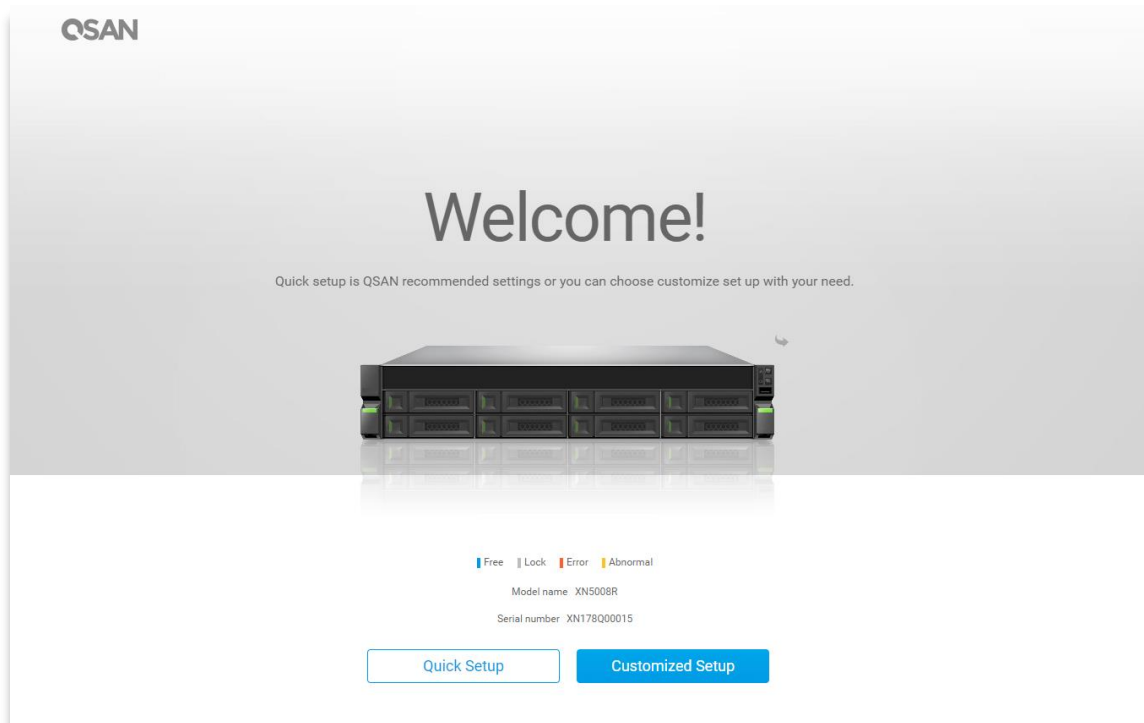 QSAN
Welcome!
Quick setup is QSAN recommended settings or you can choose customize set up with your need.
Free Lock Error Abnormal
Model name XN5008R
Serial number XN178Q00015
Quick Setup
Customized Setup